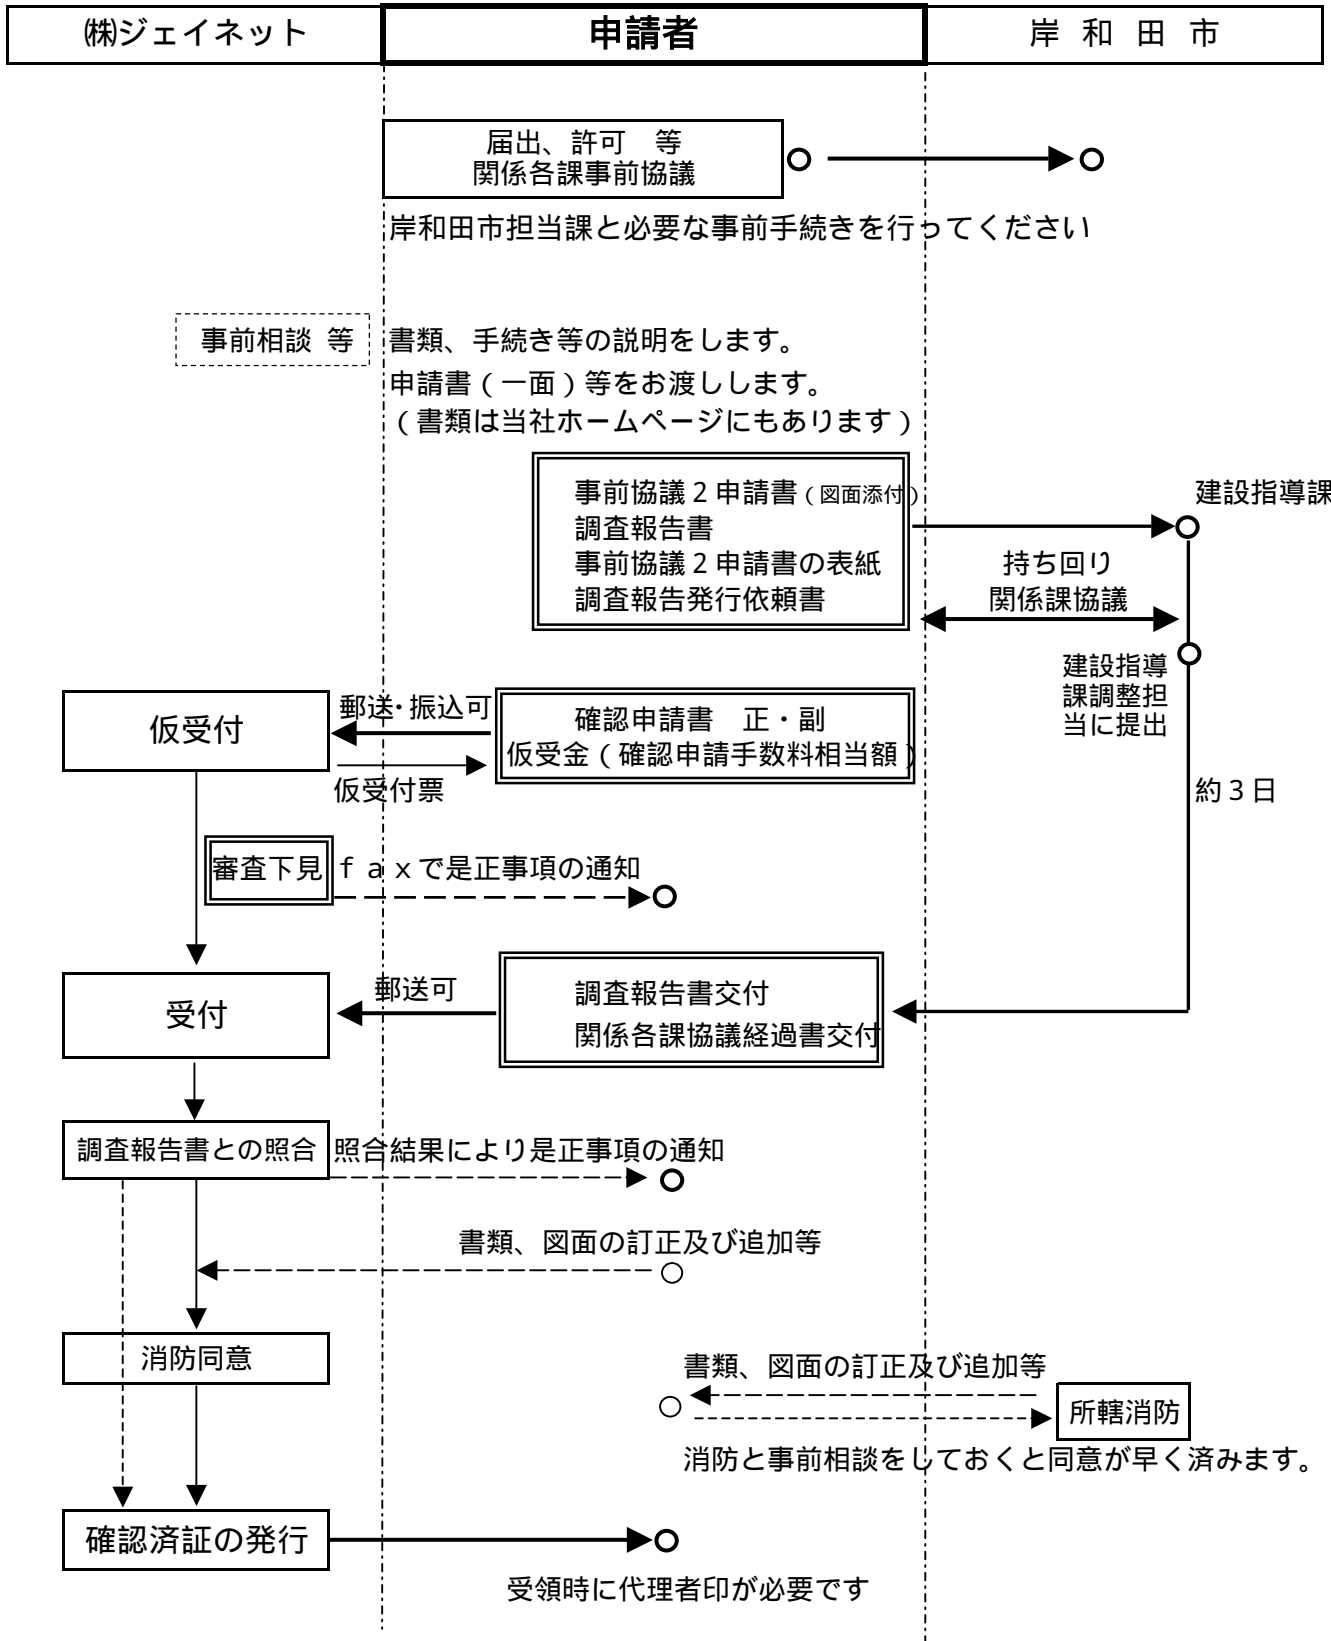 ㈱ジェイネット
申請者
岸 和 田 市
届出、許可　等
関係各課事前協議
岸和田市担当課と必要な事前手続きを行ってください
事前相談 等
書類、手続き等の説明をします。
申請書（一面）等をお渡しします。
（書類は当社ホームページにもあります）
事前協議２申請書（図面添付）
調査報告書
事前協議２申請書の表紙
調査報告発行依頼書
建設指導課
持ち回り
関係課協議
建設指導
課調整担
当に提出
仮受付
郵送・振込可
確認申請書　正・副
仮受金（確認申請手数料相当額）
仮受付票
約３日
審査下見
ｆａｘで是正事項の通知
受付
郵送可
調査報告書交付
関係各課協議経過書交付
調査報告書との照合
照合結果により是正事項の通知
書類、図面の訂正及び追加等
消防同意
書類、図面の訂正及び追加等
所轄消防
消防と事前相談をしておくと同意が早く済みます。
確認済証の発行
受領時に代理者印が必要です